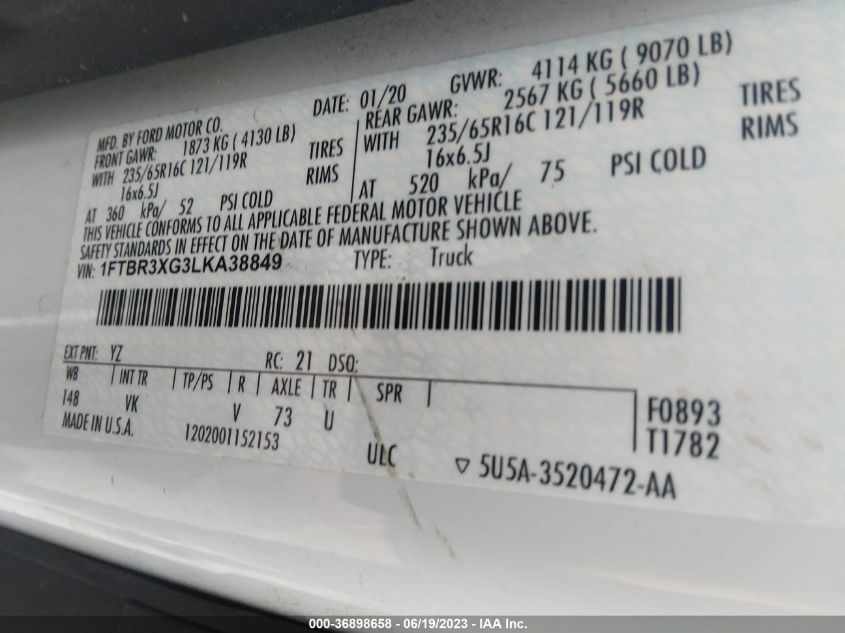 MFD. BY FORD MOTOR CO. DATE: 01/20 GVWR: 4114 KG ( 9070 LB)
FRONT GAWR: 1873 KG ( 4130 LB) REAR GAWR: 2567 KG ( 5660 LB)
WITH 235/65R16C 121/119R TIRES WITH 235/65R16C 121/119R TIRES
16x6.5J RIMS 16x6.5J RIMS
AT 360 kPa/ 52 PSI COLD AT 520 kPa/ 75 PSI COLD
THIS VEHICLE CONFORMS TO ALL APPLICABLE FEDERAL MOTOR VEHICLE
SAFETY STANDARDS IN EFFECT ON THE DATE OF MANUFACTURE SHOWN ABOVE.
VIN: 1FTBR3XG3LKA38849 TYPE: Truck
EXT PNT: YZ RC: 21 DSO:
WB INT TR TP/PS R AXLE TR SPR
148 VK V 73 U ULC
F0893
T1782
MADE IN U.S.A. 1202001152153
▽ 5U5A-3520472-AA
000-36898658 - 06/19/2023 - IAA Inc.